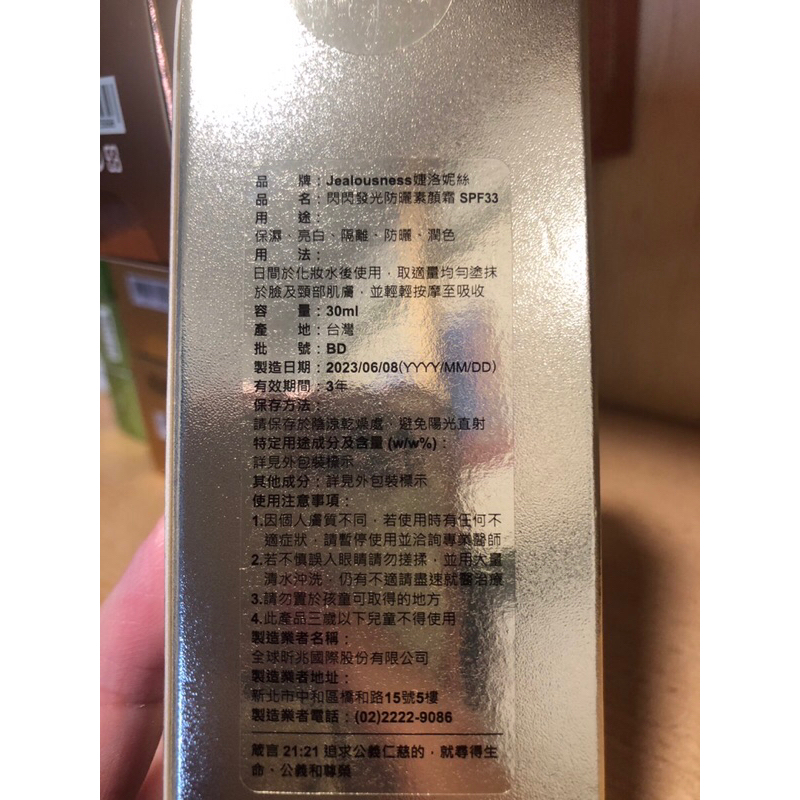 品　　牌：Jealousness婕洛妮絲
品　　名：閃閃發光防曬素顏霜 SPF33
用　　途：
保濕、亮白、隔離、防曬、潤色
用　　法：
日間於化妝水後使用，取適量均勻塗抹
於臉及頸部肌膚，並輕輕按摩至吸收
容　　量：30ml
產　　地：台灣
批　　號：BD
製造日期：2023/06/08(YYYY/MM/DD)
有效期間：3年
保存方法：
請保存於陰涼乾燥處、避免陽光直射
特定用途成分及含量 (w/w%)：
詳見外包裝標示
其他成分：詳見外包裝標示
使用注意事項：
1.因個人膚質不同，若使用時有任何不
適症狀，請暫停使用並洽詢專業醫師
2.若不慎誤入眼睛請勿搓揉，並用大量
清水沖洗，仍有不適請盡速就醫治療
3.請勿置於孩童可取得的地方
4.此產品三歲以下兒童不得使用
製造業者名稱：
全球昕兆國際股份有限公司
製造業者地址：
新北市中和區橋和路15號5樓
製造業者電話：(02)2222-9086
箴言 21:21 追求公義仁慈的，就尋得生
命、公義和尊榮